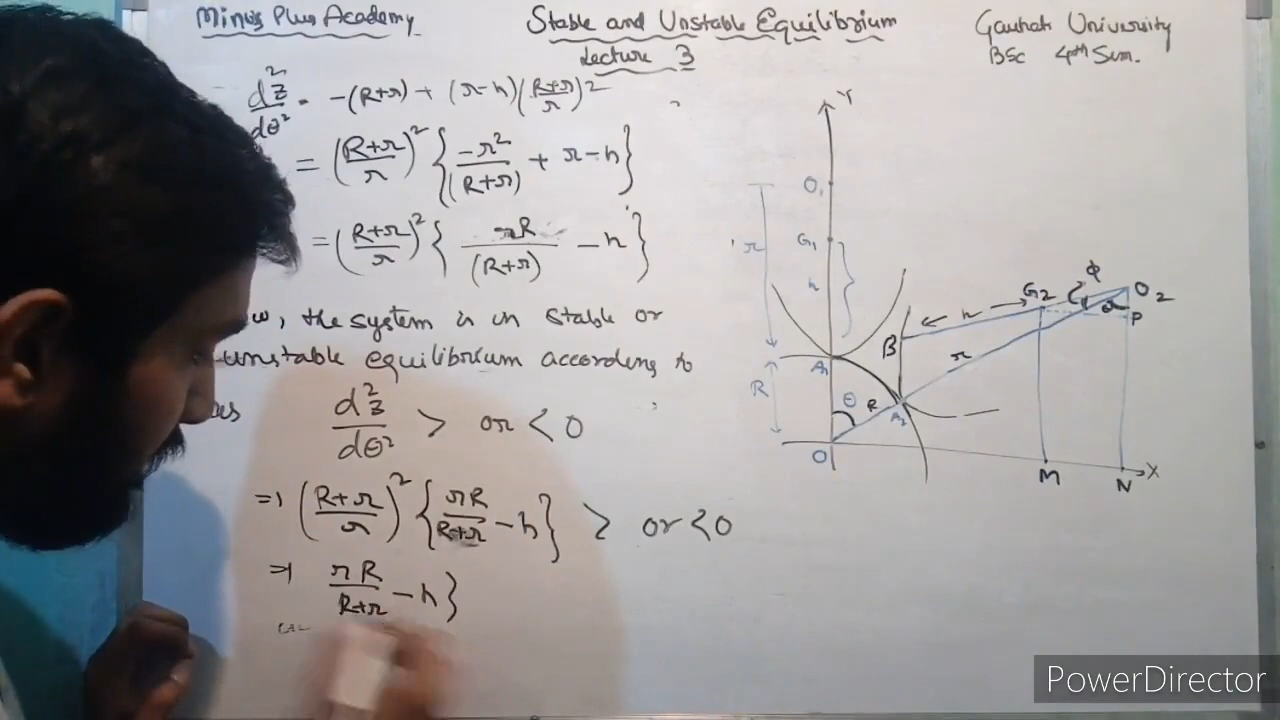 Minus Plus Academy
Stable and Unstable Equilibrium
Lecture 3
Gauhati University
BSc 4th Sem.
d²z/dθ² = -(R+r) + (r-h)(R+r/r)²
= (R+r/r)² { -r²/(R+r) + r-h }
= (R+r/r)² { rR/(R+r) - h }
the system is in stable or
unstable equilibrium according to
as
d²z/dθ² > or < 0
⇒ (R+r/r)² { rR/R+r - h } > or < 0
⇒ rR/R+r - h }
Y
O₁
r
G₁
h
A₁
R
θ
R
A₂
O
B
h
G₂
φ
O₂
P
r
M
N
X
PowerDirector